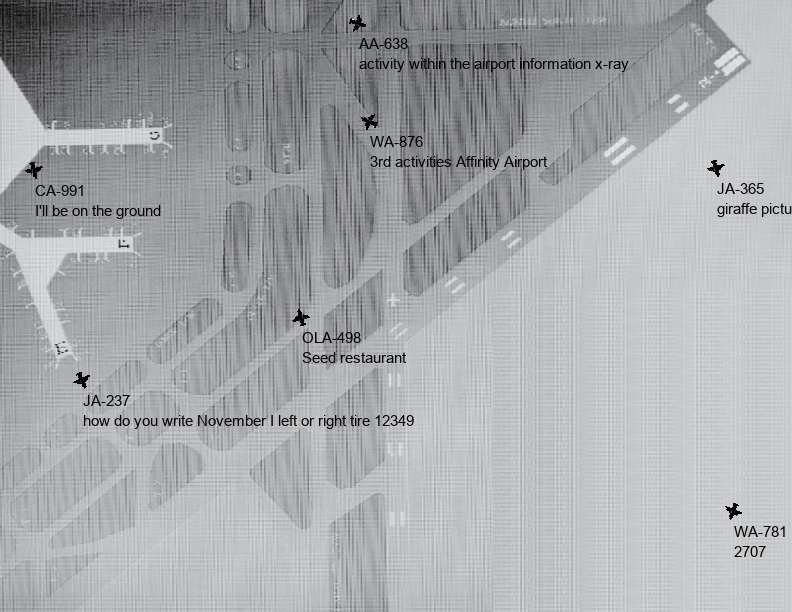 AA-638
activity within the airport information x-ray
WA-876
3rd activities Affinity Airport
CA-991
I'll be on the ground
JA-365
giraffe pictu
OLA-498
Seed restaurant
JA-237
how do you write November I left or right tire 12349
WA-781
2707